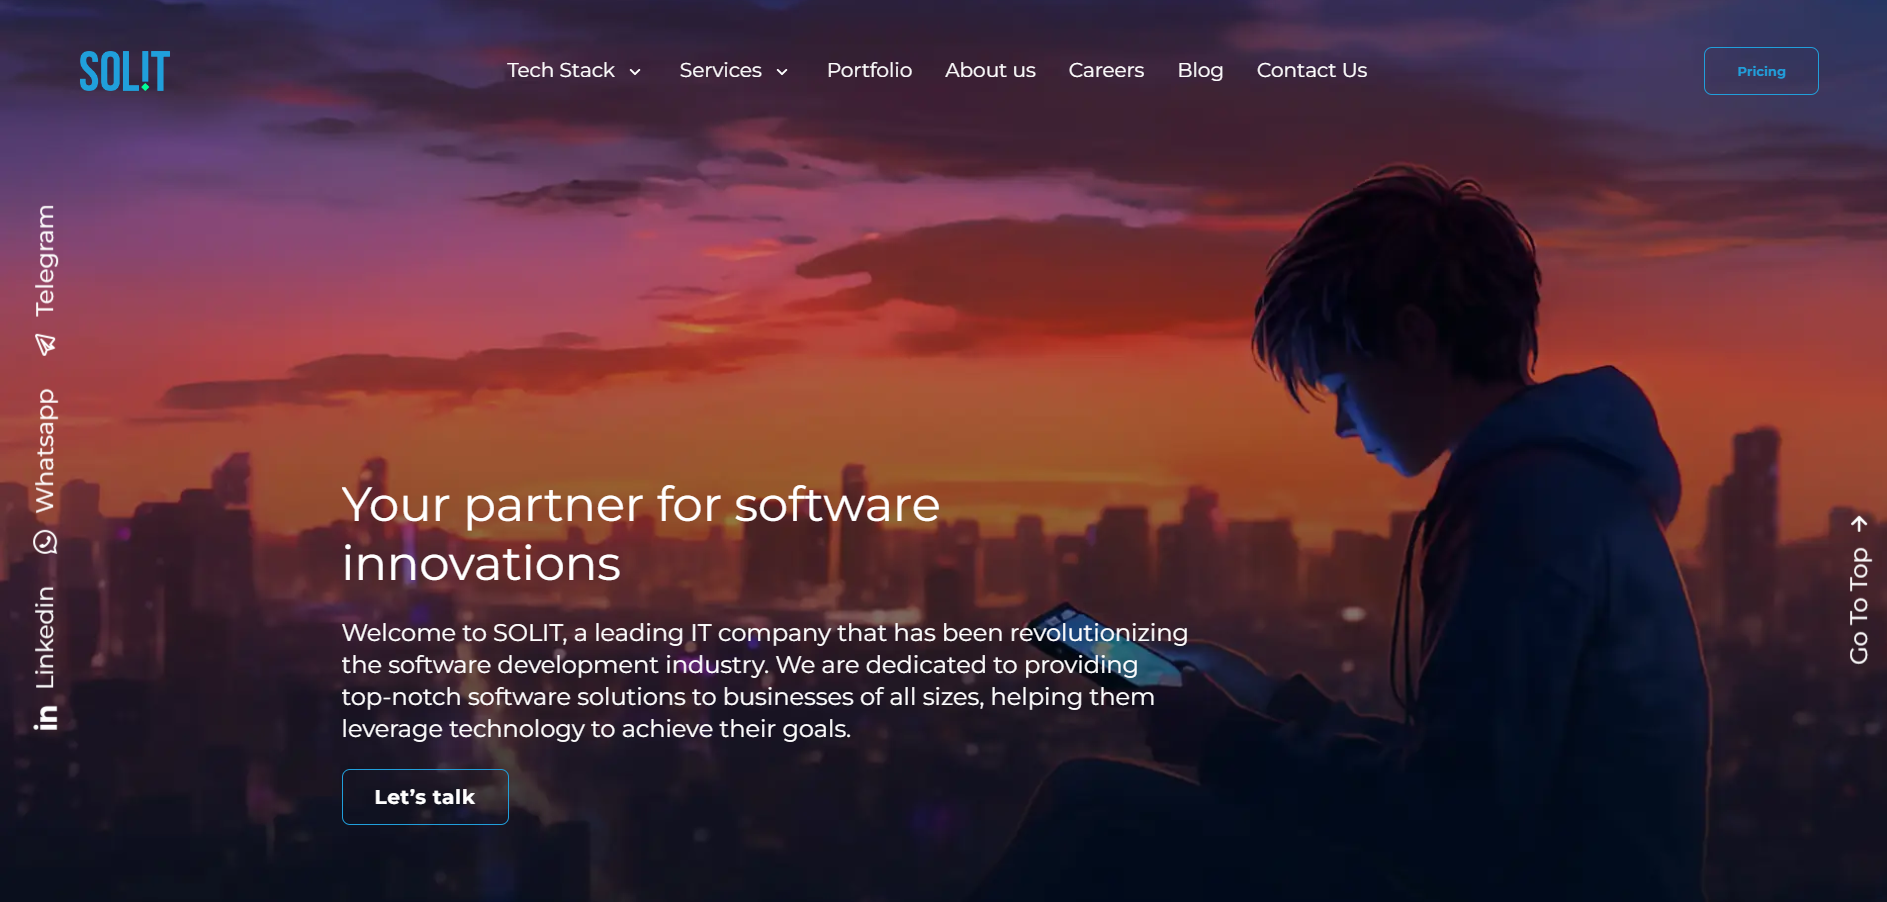 SOL!T
Tech Stack
Services
Portfolio
About us
Careers
Blog
Contact Us
Pricing
Telegram
Whatsapp
Linkedin
Your partner for software
innovations
Welcome to SOLIT, a leading IT company that has been revolutionizing
the software development industry. We are dedicated to providing
top-notch software solutions to businesses of all sizes, helping them
leverage technology to achieve their goals.
Let’s talk
Go To Top